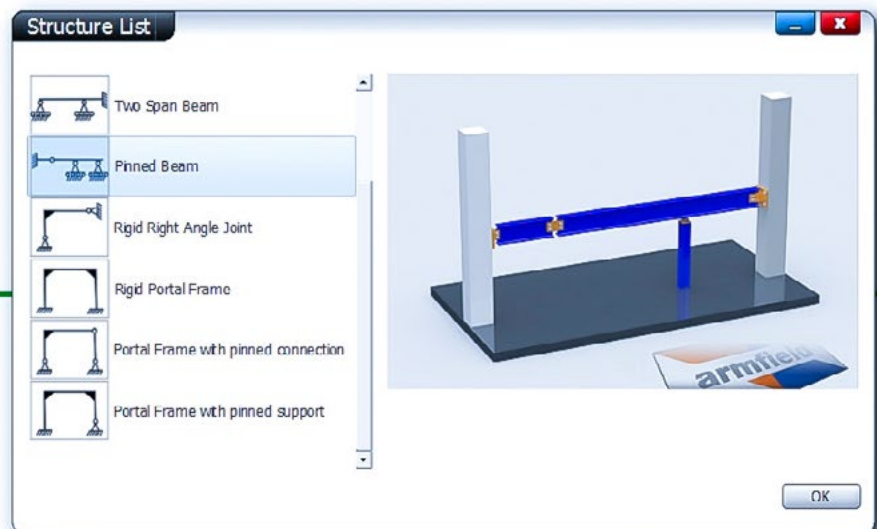 Structure List
Two Span Beam
Pinned Beam
Rigid Right Angle Joint
Rigid Portal Frame
Portal Frame with pinned connection
Portal Frame with pinned support
armfield
OK